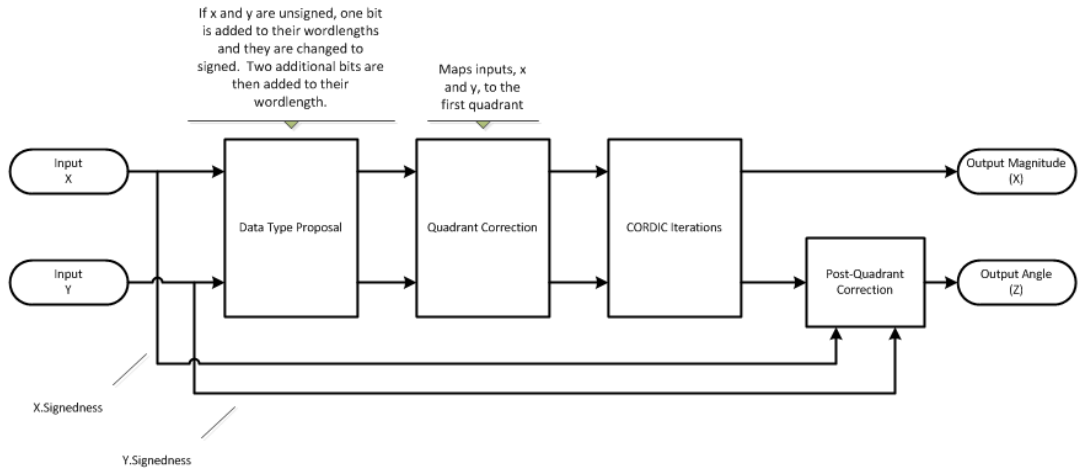 If x and y are unsigned, one bit
is added to their wordlengths
and they are changed to
signed. Two additional bits are
then added to their
wordlength.
Maps inputs, x
and y, to the
first quadrant
Input
X
Data Type Proposal
Quadrant Correction
CORDIC Iterations
Output Magnitude
(X)
Input
Y
Post-Quadrant
Correction
Output Angle
(Z)
X.Signedness
Y.Signedness